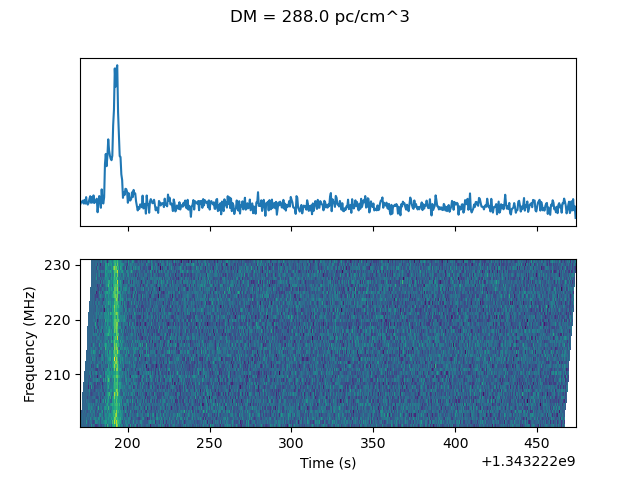 DM = 288.0 pc/cm^3
230
220
210
Frequency (MHz)
200 250 300 350 400 450
Time (s)
+1.343222e9